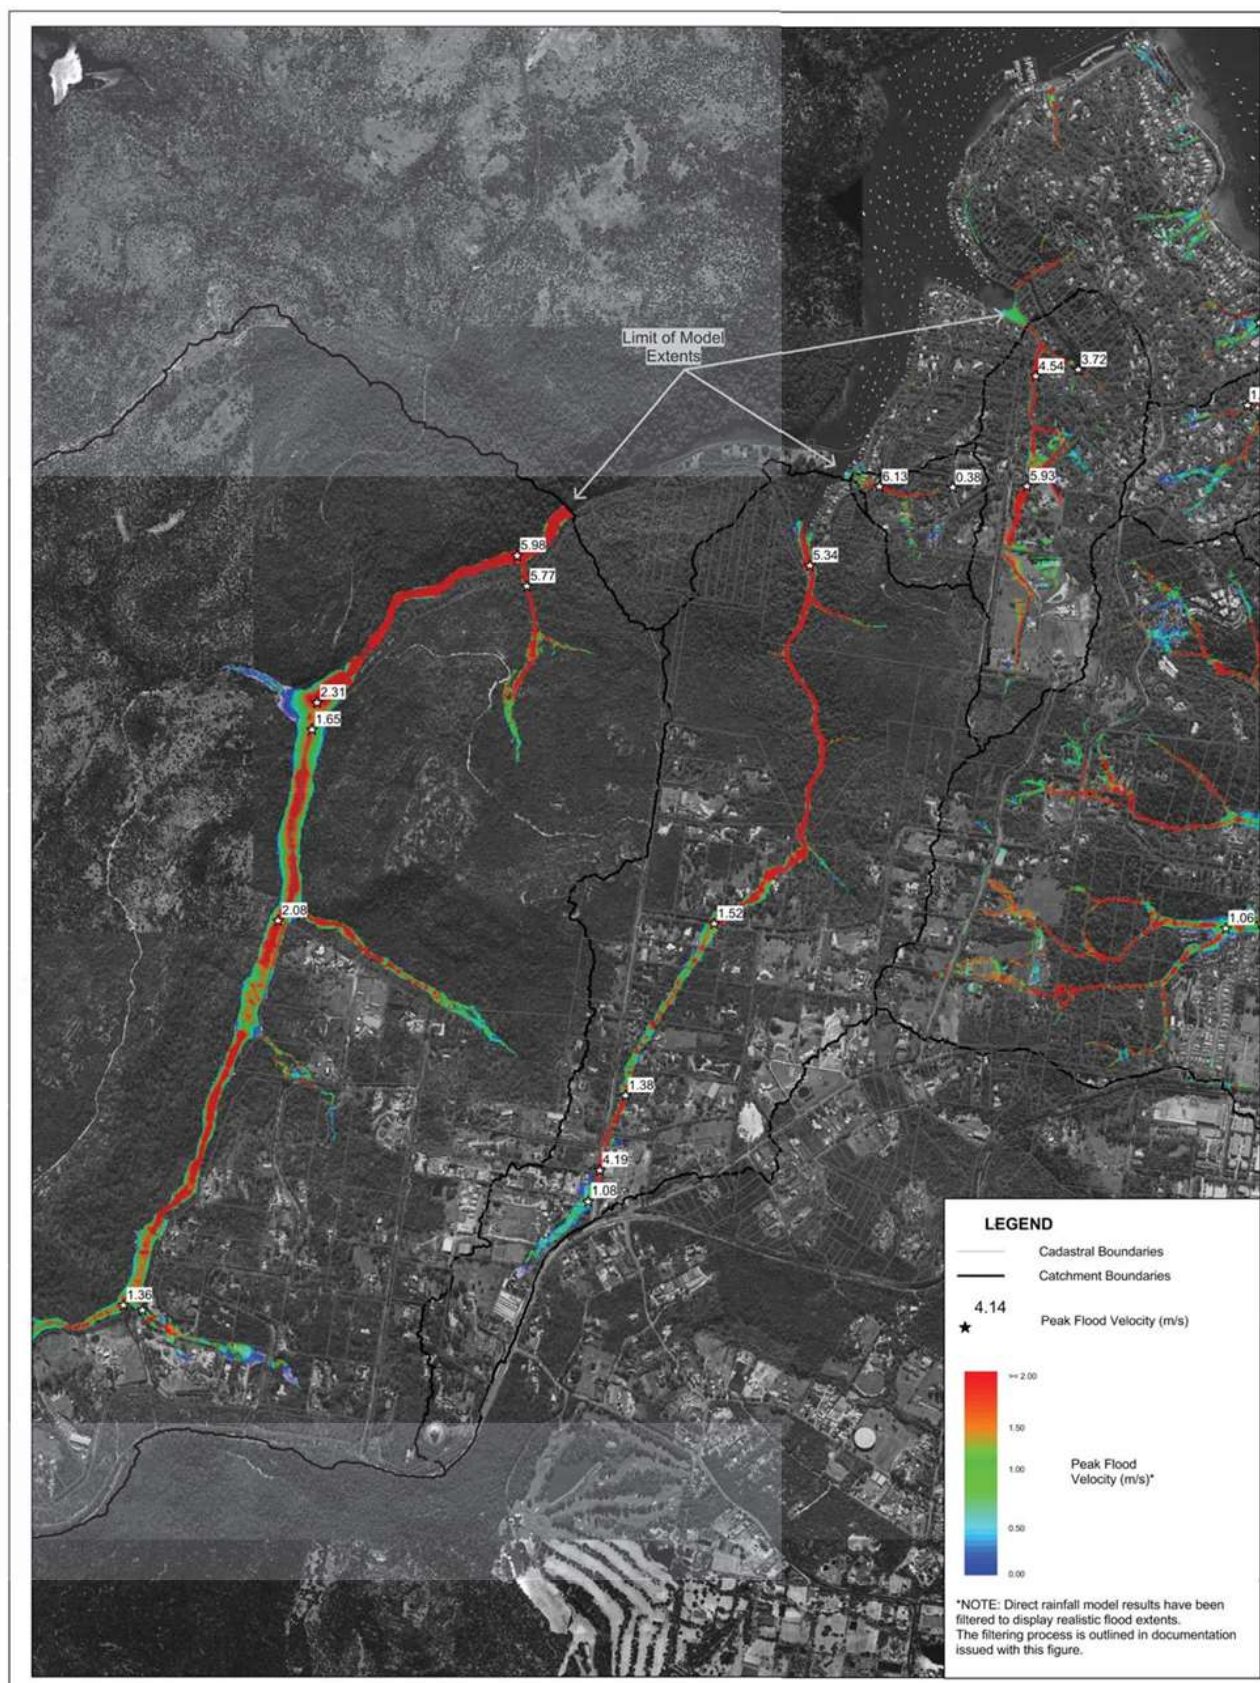 Limit of Model
Extents
4.54
3.72
1.
6.13
0.38
5.93
5.98
5.34
5.77
2.31
1.65
2.08
1.52
1.06
1.38
4.19
1.08
1.36
LEGEND
Cadastral Boundaries
Catchment Boundaries
4.14
Peak Flood Velocity (m/s)
>= 2.00
1.50
1.00
Peak Flood
Velocity (m/s)*
0.50
0.00
*NOTE: Direct rainfall model results have been
filtered to display realistic flood extents.
The filtering process is outlined in documentation
issued with this figure.